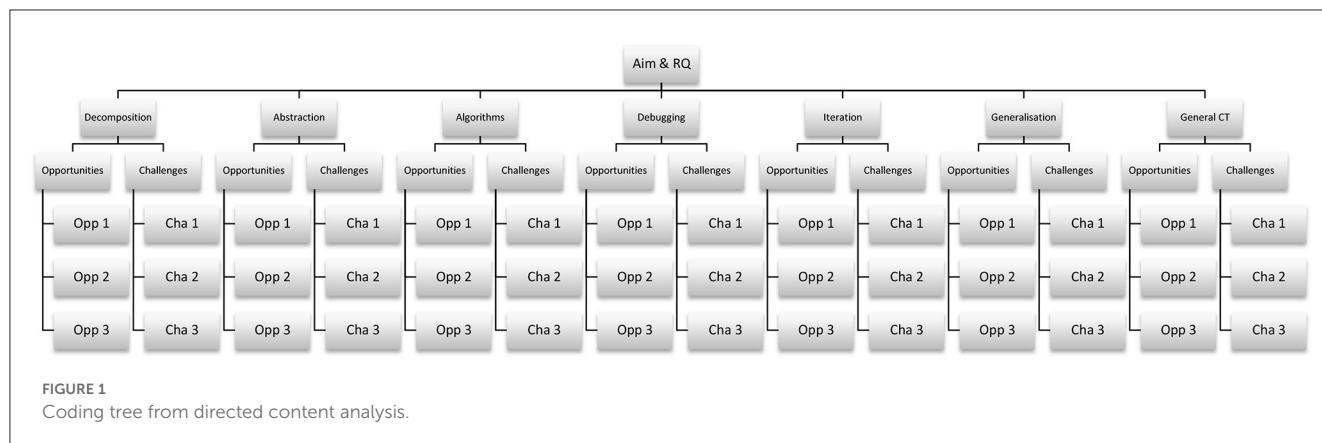 Aim & RQ
Decomposition Abstraction Algorithms Debugging Iteration Generalisation General CT
Opportunities Challenges Opportunities Challenges Opportunities Challenges Opportunities Challenges Opportunities Challenges Opportunities Challenges Opportunities Challenges
Opp 1 Cha 1 Opp 1 Cha 1 Opp 1 Cha 1 Opp 1 Cha 1 Opp 1 Cha 1 Opp 1 Cha 1 Opp 1 Cha 1
Opp 2 Cha 2 Opp 2 Cha 2 Opp 2 Cha 2 Opp 2 Cha 2 Opp 2 Cha 2 Opp 2 Cha 2 Opp 2 Cha 2
Opp 3 Cha 3 Opp 3 Cha 3 Opp 3 Cha 3 Opp 3 Cha 3 Opp 3 Cha 3 Opp 3 Cha 3 Opp 3 Cha 3
FIGURE 1
Coding tree from directed content analysis.